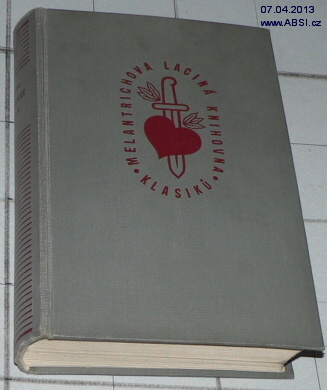 07.04.2013
www.ABSI.cz
MELANTRICHOVA LACINÁ KNIHOVNA
• KLASIKŮ •